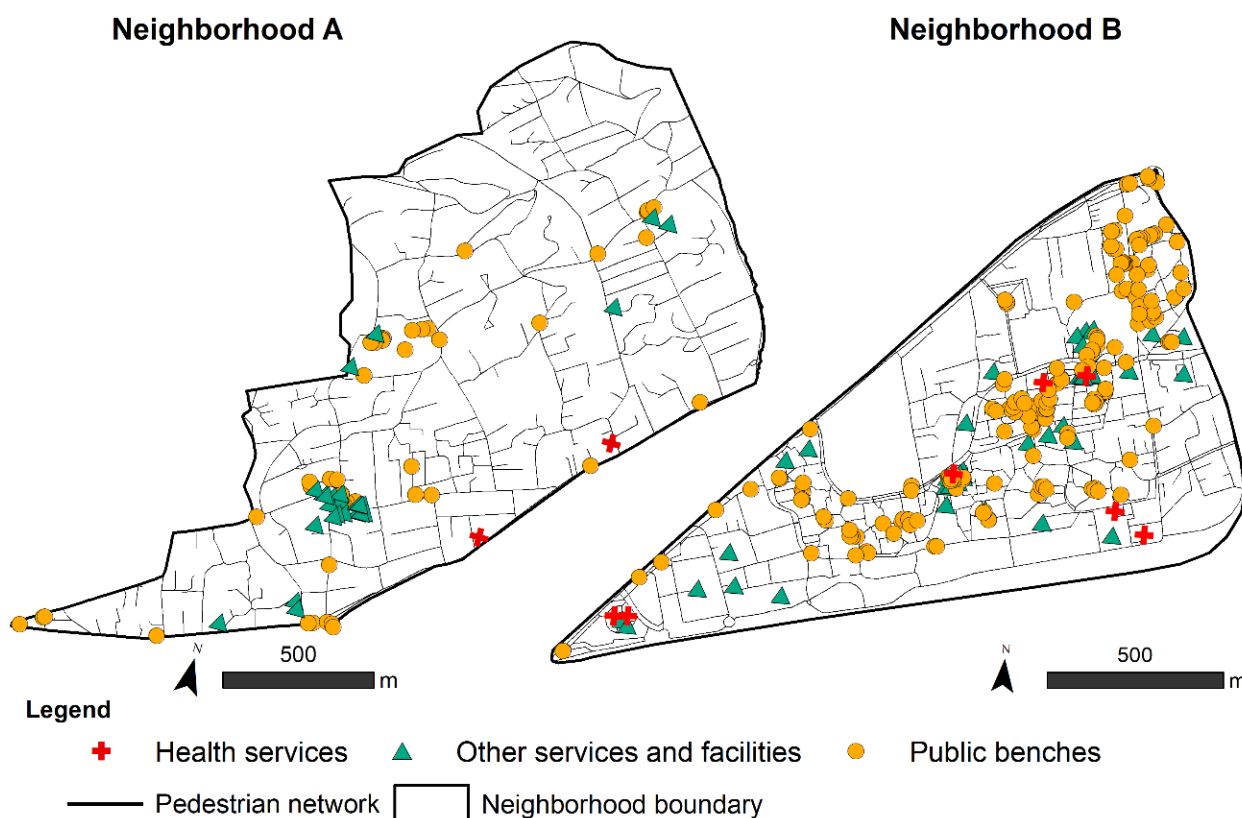 Neighborhood A
Neighborhood B
N
500
m
N
500
m
Legend
Health services
Other services and facilities
Public benches
Pedestrian network
Neighborhood boundary